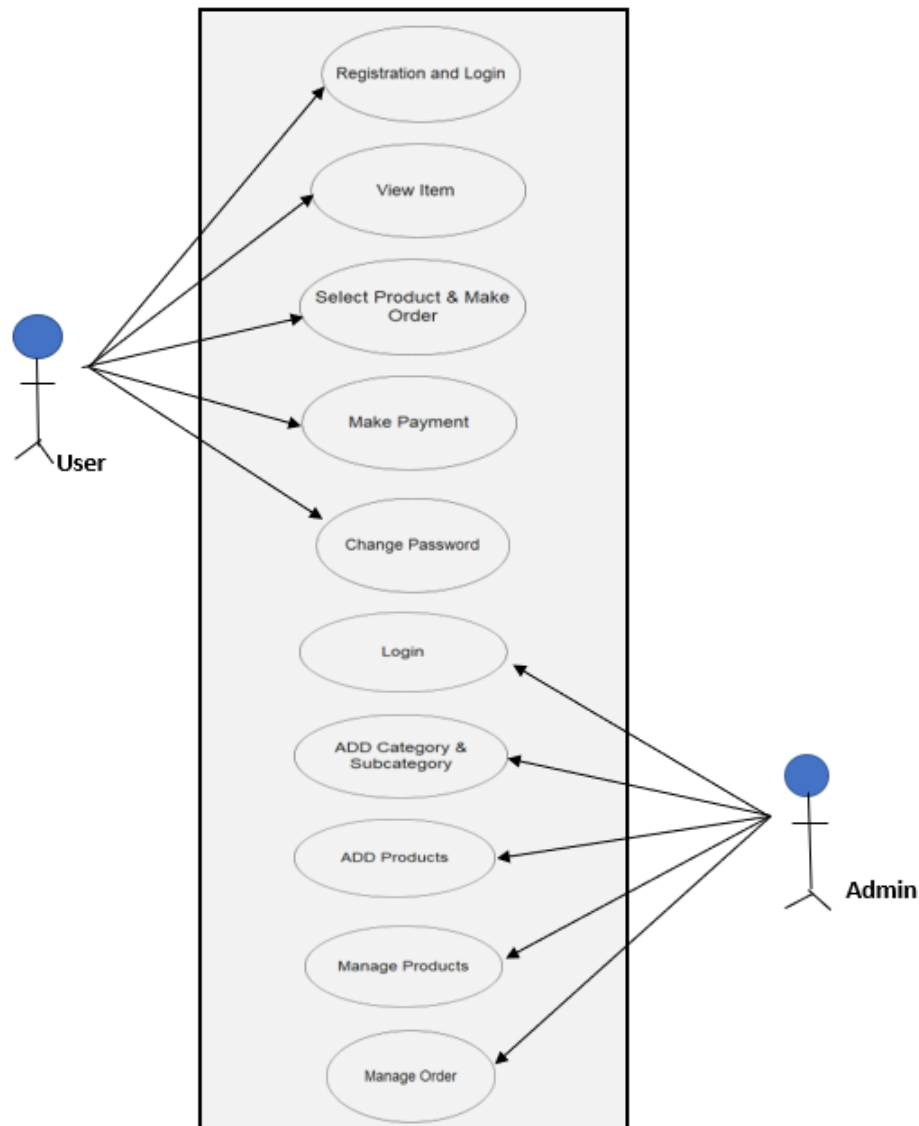 Registration and Login
View Item
Select Product & Make
Order
Make Payment
User
Change Password
Login
ADD Category &
Subcategory
ADD Products
Admin
Manage Products
Manage Order